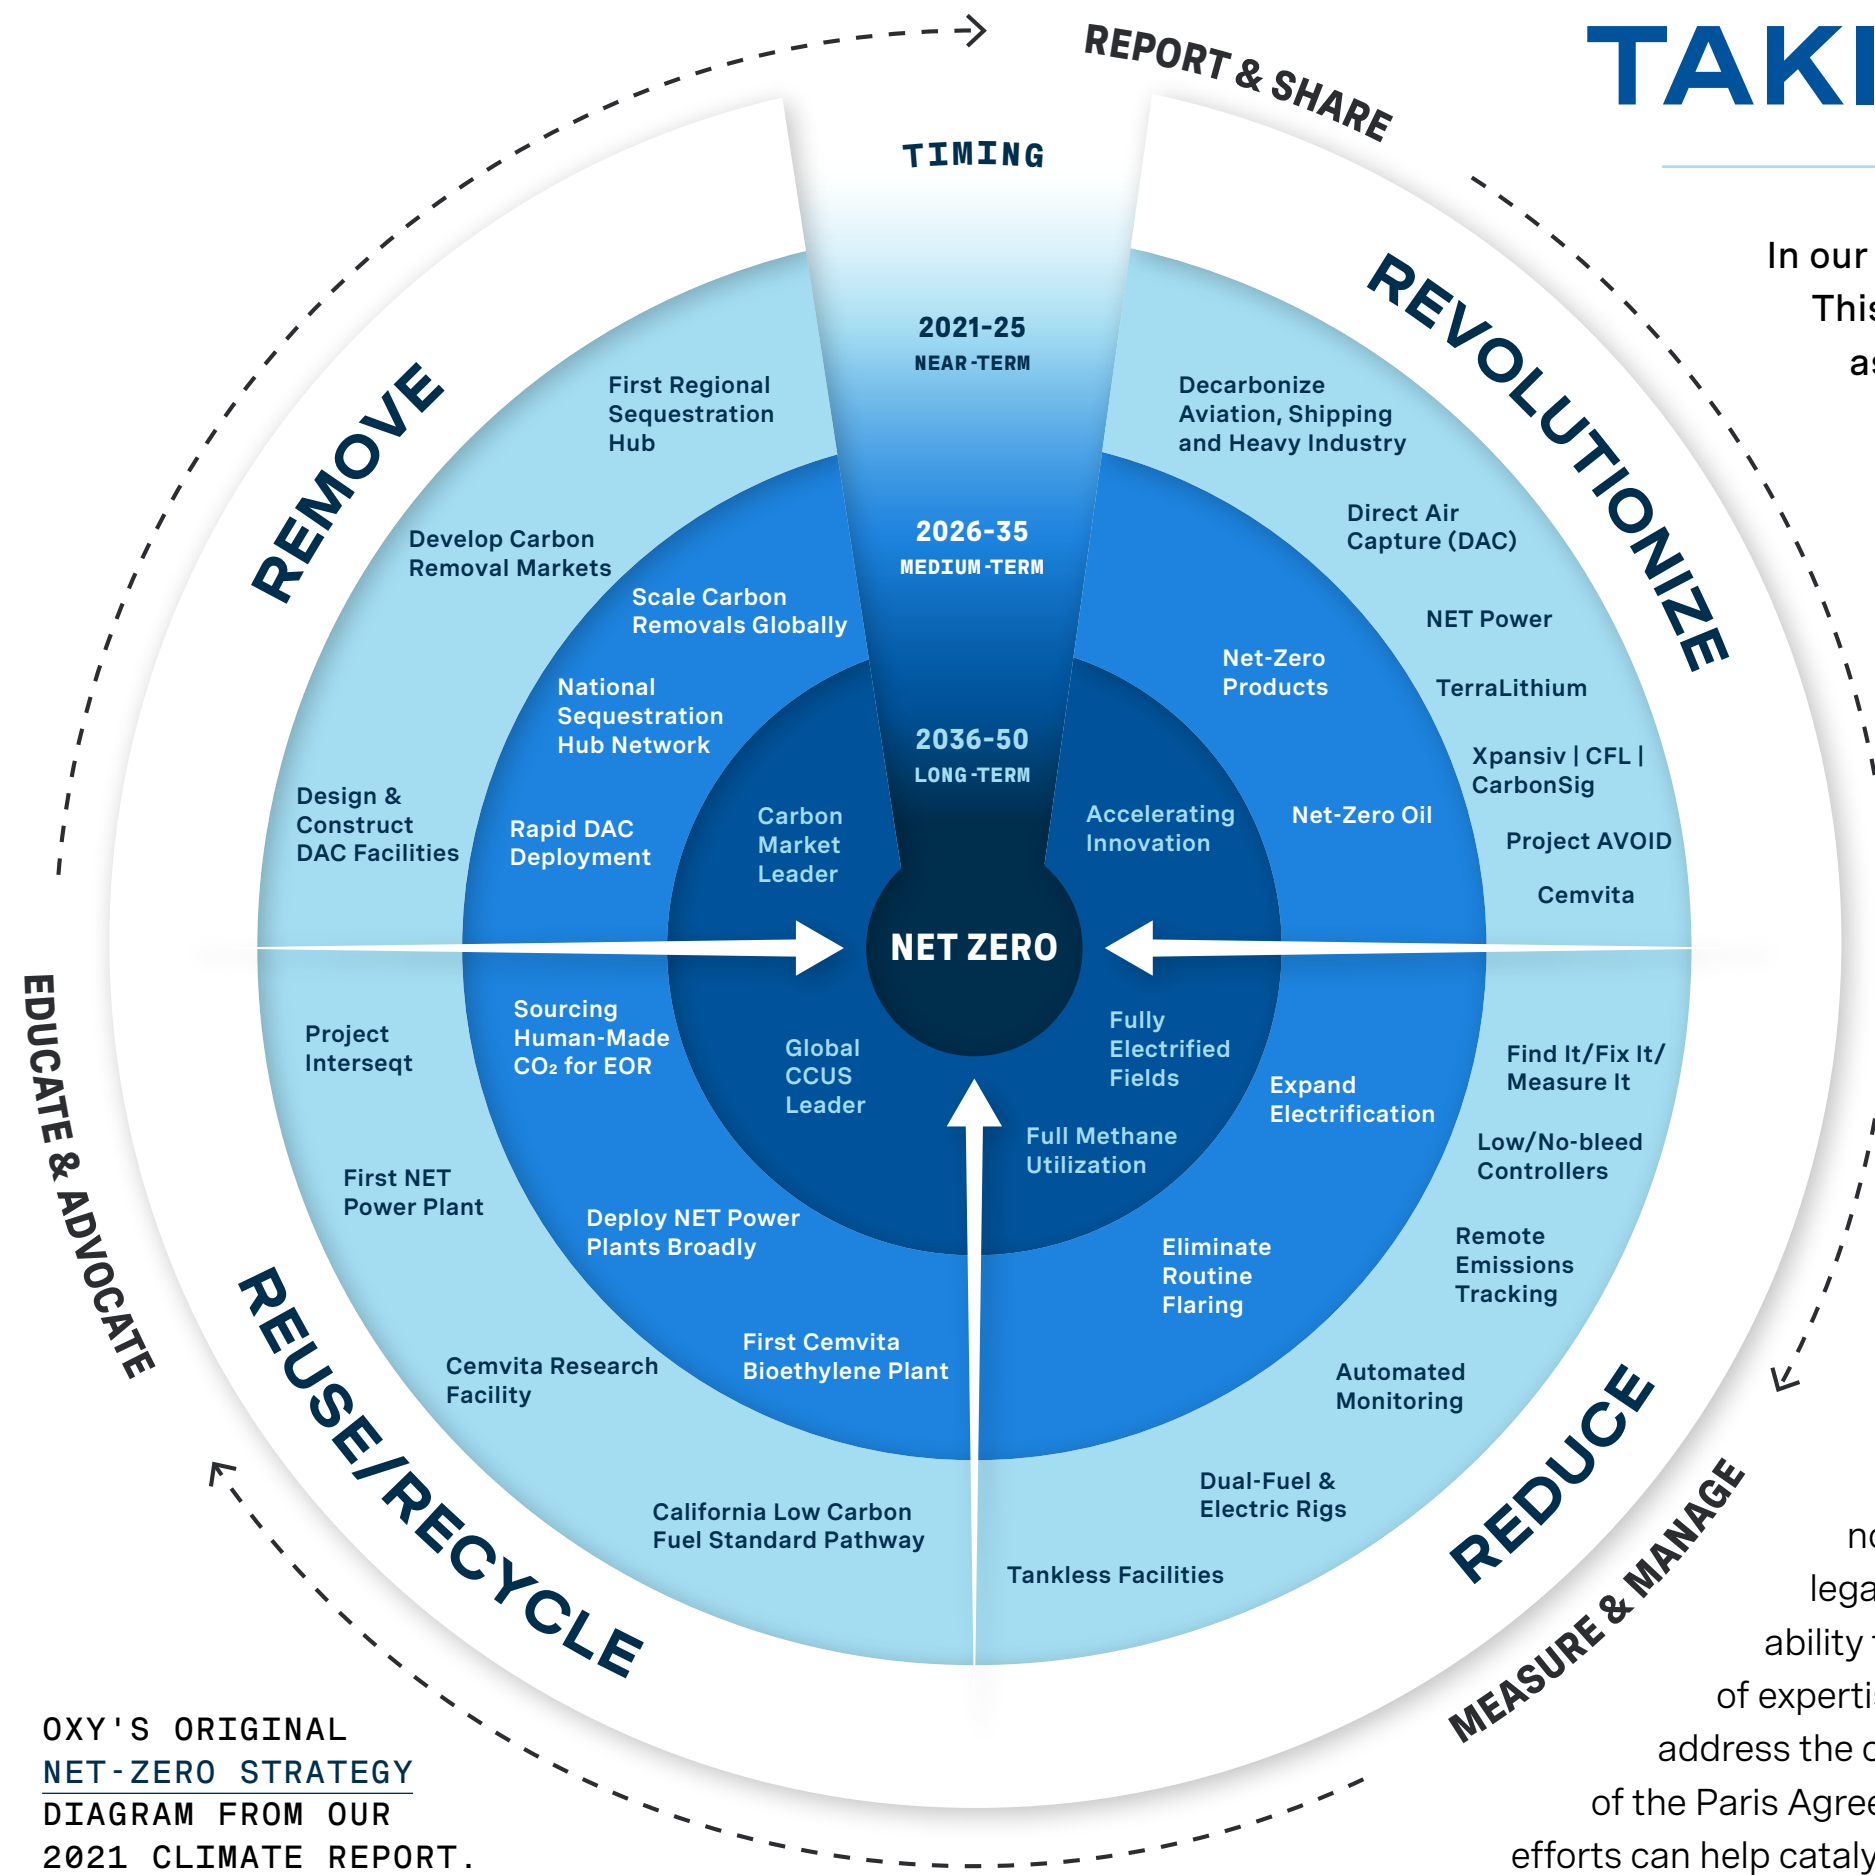 REPORT & SHARE
TIMING
2021-25
NEAR-TERM
2026-35
MEDIUM-TERM
2036-50
LONG-TERM
NET ZERO
REMOVE
First Regional
Sequestration
Hub
Develop Carbon
Removal Markets
Design &
Construct
DAC Facilities
Scale Carbon
Removals Globally
National
Sequestration
Hub Network
Rapid DAC
Deployment
Carbon
Market
Leader
REVOLUTIONIZE
Decarbonize
Aviation, Shipping
and Heavy Industry
Direct Air
Capture (DAC)
NET Power
TerraLithium
Xpansiv | CFL |
CarbonSig
Project AVOID
Cemvita
Net-Zero
Products
Net-Zero Oil
Accelerating
Innovation
EDUCATE & ADVOCATE
REUSE/RECYCLE
Project
Interseqt
First NET
Power Plant
Cemvita Research
Facility
California Low Carbon
Fuel Standard Pathway
Sourcing
Human-Made
CO₂ for EOR
Deploy NET Power
Plants Broadly
First Cemvita
Bioethylene Plant
Global
CCUS
Leader
REDUCE
Fully
Electrified
Fields
Full Methane
Utilization
Expand
Electrification
Eliminate
Routine
Flaring
Find It/Fix It/
Measure It
Low/No-bleed
Controllers
Remote
Emissions
Tracking
Automated
Monitoring
Dual-Fuel &
Electric Rigs
Tankless Facilities
MEASURE & MANAGE
OXY'S ORIGINAL
NET-ZERO STRATEGY
DIAGRAM FROM OUR
2021 CLIMATE REPORT.
TAKI
In our
This
as
no
lega
ability
of experti
address the
of the Paris Agree
efforts can help cataly